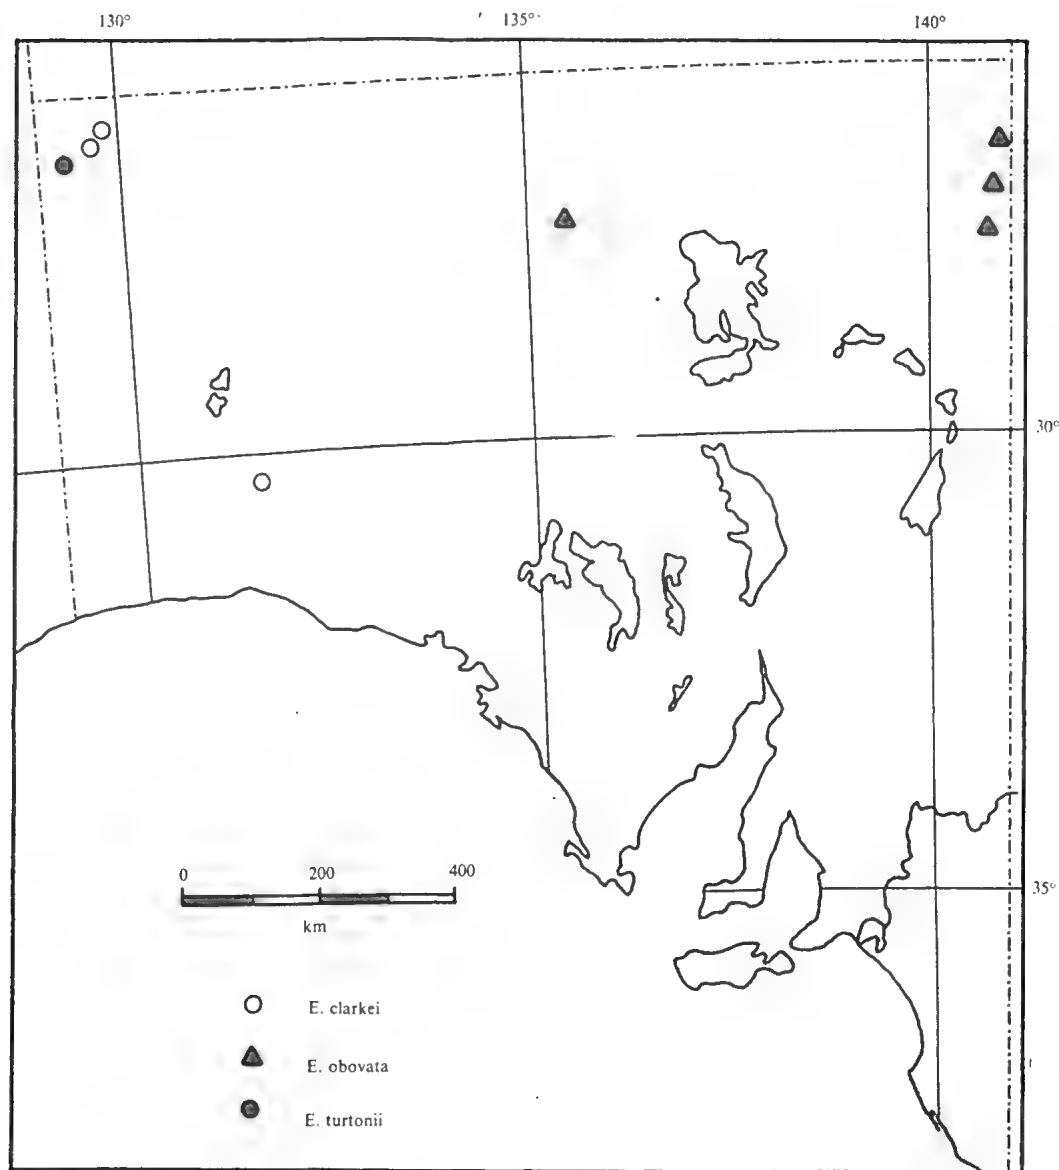 130° 135° 140°
30°
35°
0 200 400
km
E. clarkei
E. obovata
E. turtonii